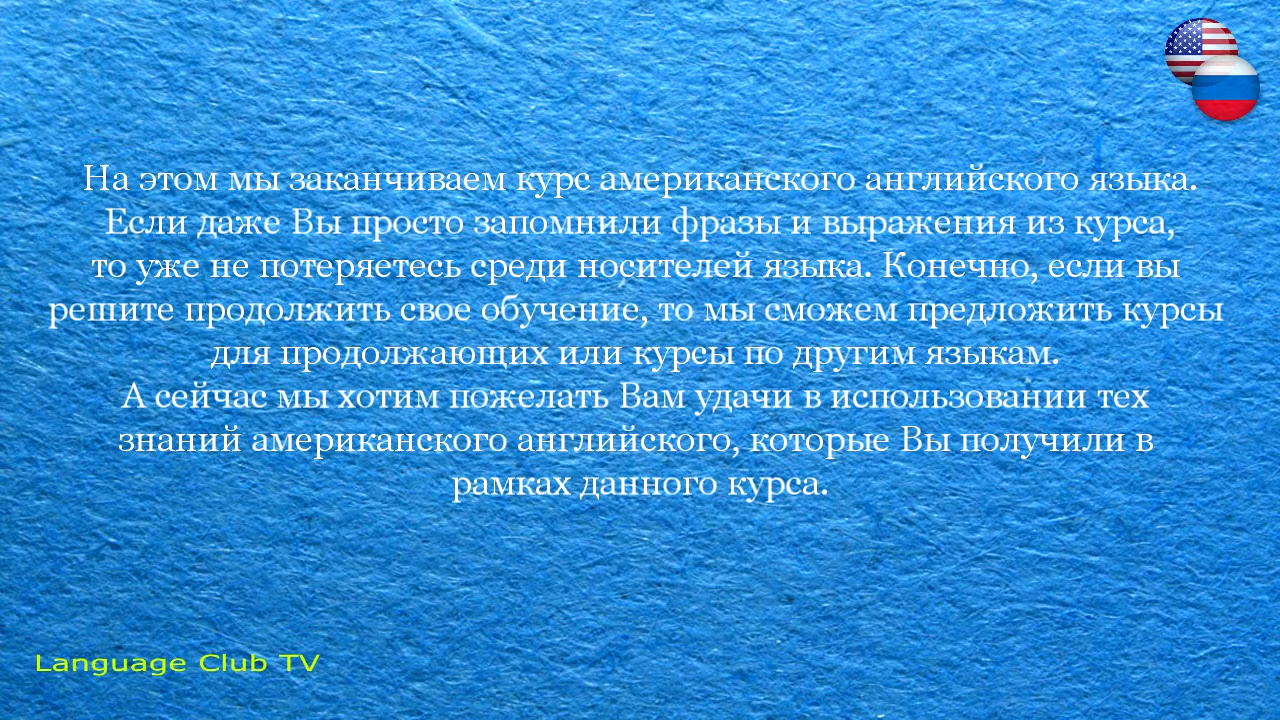 На этом мы заканчиваем курс американского английского языка.
Если даже Вы просто запомнили фразы и выражения из курса,
то уже не потеряетесь среди носителей языка. Конечно, если вы
решите продолжить свое обучение, то мы сможем предложить курсы
для продолжающих или курсы по другим языкам.
А сейчас мы хотим пожелать Вам удачи в использовании тех
знаний американского английского, которые Вы получили в
рамках данного курса.
Language Club TV